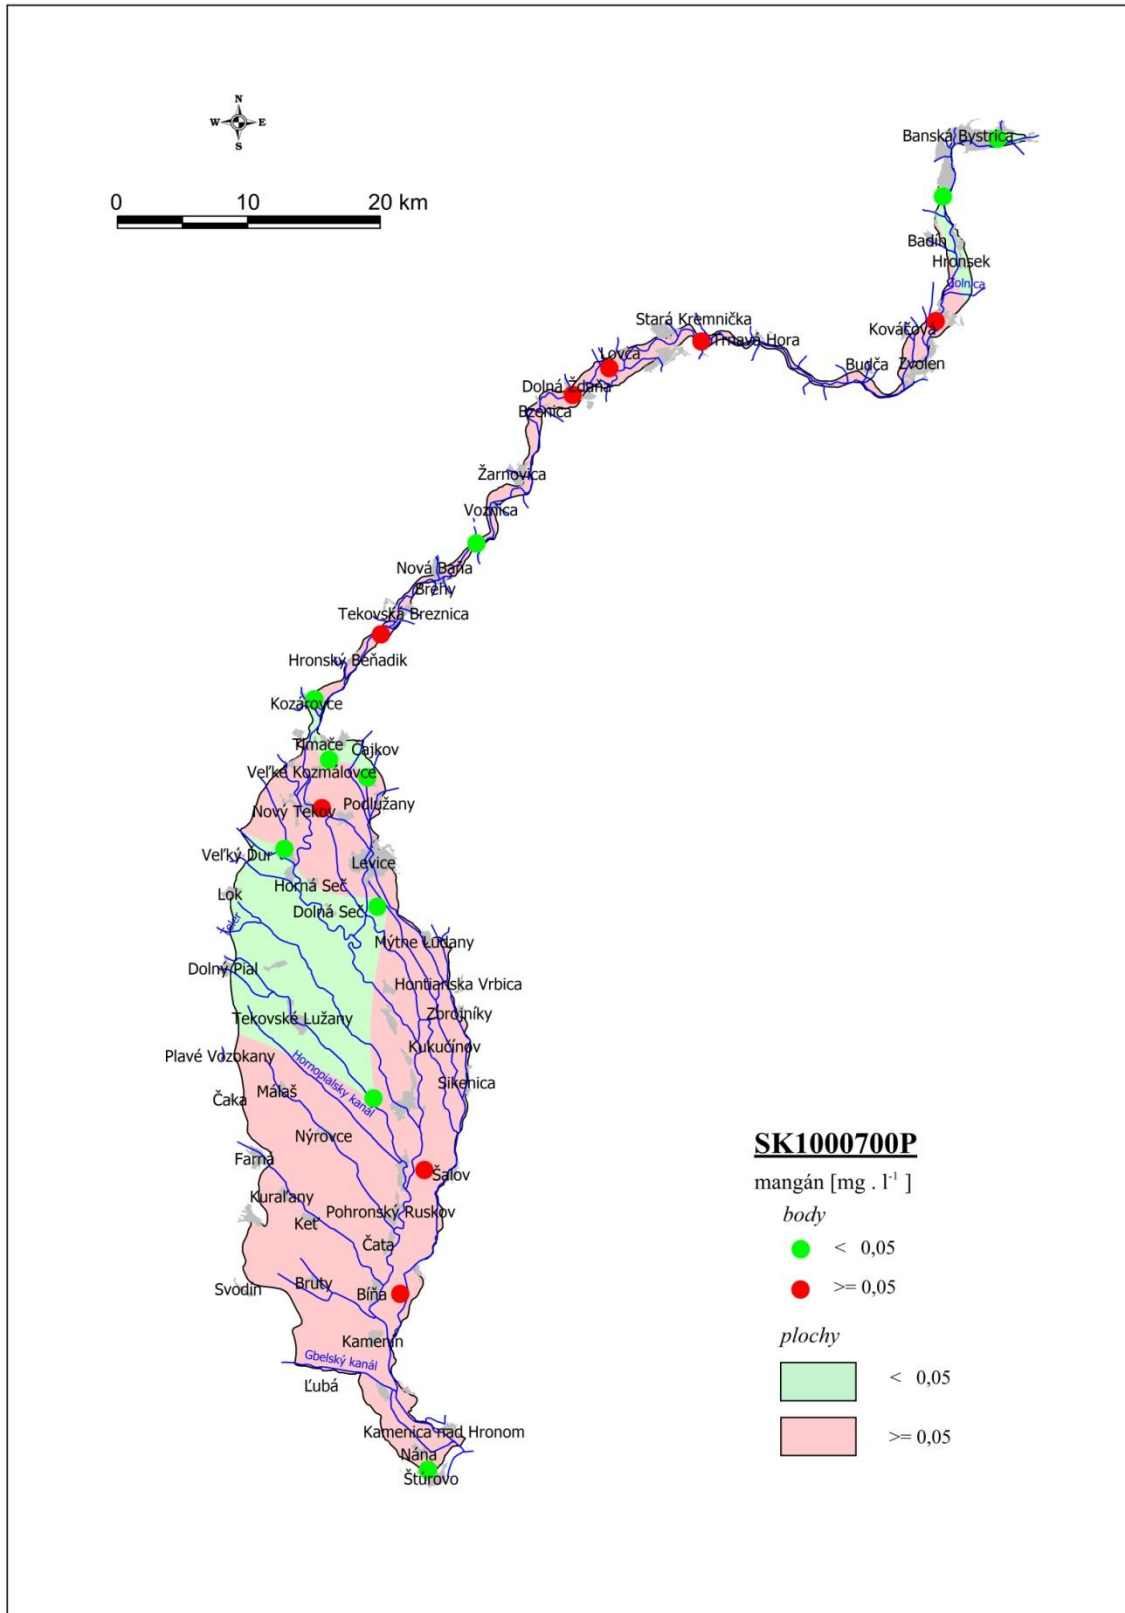 N
W E
S
0 10 20 km
Banská Bystrica
Badín
Hronsek
Zolnica
Kováčová
Zvolen
Budča
Stará Kremnička
Trnavá Hora
Lovča
Dolná Ždaňa
Bzenica
Žarnovica
Voznica
Nová Baňa
Brehy
Tekovská Breznica
Hronský Beňadik
Kozárovce
Tlmače
Čajkov
Veľké Kozmálovce
Podlužany
Nový Tekov
Veľký Ďur
Levice
Horná Seč
Lok
Dolná Seč
Mýtne Ludany
Dolný Pial
Hontianska Vrbica
Zbrojníky
Tekovské Lužany
Kukučínov
Plavé Vozokany
Hornopialsky kanál
Sikenica
Málaš
Čaka
Nýrovce
Farná
Šalov
Kuraľany
Pohronský Ruskov
Keť
Čata
Svodín
Bruty
Bíňa
Kamenín
Gbelský kanál
Ľubá
Kamenica nad Hronom
Nána
Štúrovo
SK1000700P
mangán [mg . l⁻¹ ]
body
< 0,05
>= 0,05
plochy
< 0,05
>= 0,05